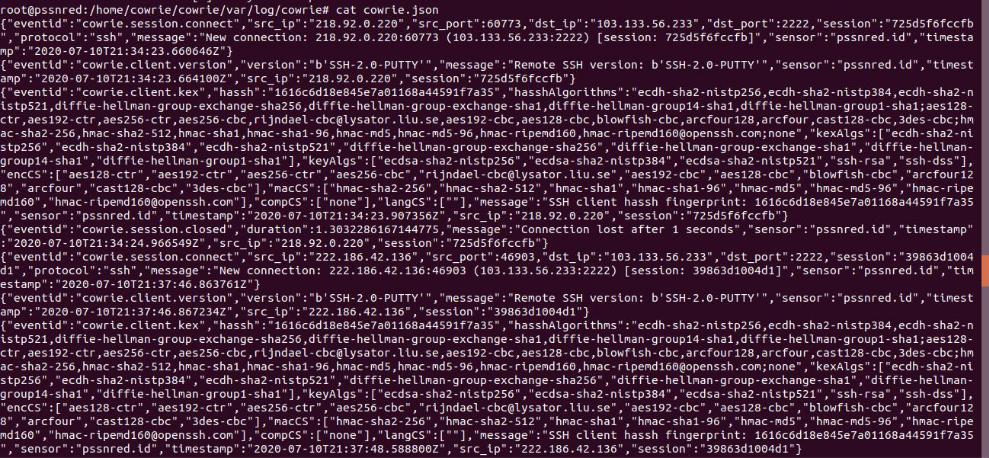 root@pssnred:/home/cowrie/cowrie/var/log/cowrie# cat cowrie.json
{"eventid":"cowrie.session.connect","src_ip":"218.92.0.220","src_port":60773,"dst_ip":"103.133.56.233","dst_port":2222,"session":"725d5f6fccfb
","protocol":"ssh","message":"New connection: 218.92.0.220:60773 (103.133.56.233:2222) [session: 725d5f6fccfb]","sensor":"pssnred.id","timesta
mp":"2020-07-10T21:34:23.660646Z"}
{"eventid":"cowrie.client.version","version":"b'SSH-2.0-PUTTY'","message":"Remote SSH version: b'SSH-2.0-PUTTY'","sensor":"pssnred.id","timest
amp":"2020-07-10T21:34:23.664100Z","src_ip":"218.92.0.220","session":"725d5f6fccfb"}
{"eventid":"cowrie.client.kex","hassh":"1616c6d18e845e7a01168a44591f7a35","hasshAlgorithms":"ecdh-sha2-nistp256,ecdh-sha2-nistp384,ecdh-sha2-n
istp521,diffie-hellman-group-exchange-sha256,diffie-hellman-group-exchange-sha1,diffie-hellman-group14-sha1,diffie-hellman-group1-sha1;aes128-
ctr,aes192-ctr,aes256-ctr,aes256-cbc,rijndael-cbc@lysator.liu.se,aes192-cbc,aes128-cbc,blowfish-cbc,arcfour128,arcfour,cast128-cbc,3des-cbc;hm
ac-sha2-256,hmac-sha2-512,hmac-sha1,hmac-sha1-96,hmac-md5,hmac-md5-96,hmac-ripemd160,hmac-ripemd160@openssh.com;none","kexAlgs":["ecdh-sha2-ni
stp256","ecdh-sha2-nistp384","ecdh-sha2-nistp521","diffie-hellman-group-exchange-sha256","diffie-hellman-group-exchange-sha1","diffie-hellman-
group14-sha1","diffie-hellman-group1-sha1"],"keyAlgs":["ecdsa-sha2-nistp256","ecdsa-sha2-nistp384","ecdsa-sha2-nistp521","ssh-rsa","ssh-dss"],
"encCS":["aes128-ctr","aes192-ctr","aes256-ctr","aes256-cbc","rijndael-cbc@lysator.liu.se","aes192-cbc","aes128-cbc","blowfish-cbc","arcfour12
8","arcfour","cast128-cbc","3des-cbc"],"macCS":["hmac-sha2-256","hmac-sha2-512","hmac-sha1","hmac-sha1-96","hmac-md5","hmac-md5-96","hmac-ripe
md160","hmac-ripemd160@openssh.com"],"compCS":["none"],"langCS":[""],"message":"SSH client hassh fingerprint: 1616c6d18e845e7a01168a44591f7a35
","sensor":"pssnred.id","timestamp":"2020-07-10T21:34:23.907356Z","src_ip":"218.92.0.220","session":"725d5f6fccfb"}
{"eventid":"cowrie.session.closed","duration":1.3032286167144775,"message":"Connection lost after 1 seconds","sensor":"pssnred.id","timestamp"
:"2020-07-10T21:34:24.966549Z","src_ip":"218.92.0.220","session":"725d5f6fccfb"}
{"eventid":"cowrie.session.connect","src_ip":"222.186.42.136","src_port":46903,"dst_ip":"103.133.56.233","dst_port":2222,"session":"39863d1004
d1","protocol":"ssh","message":"New connection: 222.186.42.136:46903 (103.133.56.233:2222) [session: 39863d1004d1]","sensor":"pssnred.id","tim
estamp":"2020-07-10T21:37:46.863761Z"}
{"eventid":"cowrie.client.version","version":"b'SSH-2.0-PUTTY'","message":"Remote SSH version: b'SSH-2.0-PUTTY'","sensor":"pssnred.id","timest
amp":"2020-07-10T21:37:46.867234Z","src_ip":"222.186.42.136","session":"39863d1004d1"}
{"eventid":"cowrie.client.kex","hassh":"1616c6d18e845e7a01168a44591f7a35","hasshAlgorithms":"ecdh-sha2-nistp256,ecdh-sha2-nistp384,ecdh-sha2-n
istp521,diffie-hellman-group-exchange-sha256,diffie-hellman-group-exchange-sha1,diffie-hellman-group14-sha1,diffie-hellman-group1-sha1;aes128-
ctr,aes192-ctr,aes256-ctr,aes256-cbc,rijndael-cbc@lysator.liu.se,aes192-cbc,aes128-cbc,blowfish-cbc,arcfour128,arcfour,cast128-cbc,3des-cbc;hm
ac-sha2-256,hmac-sha2-512,hmac-sha1,hmac-sha1-96,hmac-md5,hmac-md5-96,hmac-ripemd160,hmac-ripemd160@openssh.com;none","kexAlgs":["ecdh-sha2-ni
stp256","ecdh-sha2-nistp384","ecdh-sha2-nistp521","diffie-hellman-group-exchange-sha256","diffie-hellman-group-exchange-sha1","diffie-hellman-
group14-sha1","diffie-hellman-group1-sha1"],"keyAlgs":["ecdsa-sha2-nistp256","ecdsa-sha2-nistp384","ecdsa-sha2-nistp521","ssh-rsa","ssh-dss"],
"encCS":["aes128-ctr","aes192-ctr","aes256-ctr","aes256-cbc","rijndael-cbc@lysator.liu.se","aes192-cbc","aes128-cbc","blowfish-cbc","arcfour12
8","arcfour","cast128-cbc","3des-cbc"],"macCS":["hmac-sha2-256","hmac-sha2-512","hmac-sha1","hmac-sha1-96","hmac-md5","hmac-md5-96","hmac-ripe
md160","hmac-ripemd160@openssh.com"],"compCS":["none"],"langCS":[""],"message":"SSH client hassh fingerprint: 1616c6d18e845e7a01168a44591f7a35
","sensor":"pssnred.id","timestamp":"2020-07-10T21:37:48.588800Z","src_ip":"222.186.42.136","session":"39863d1004d1"}